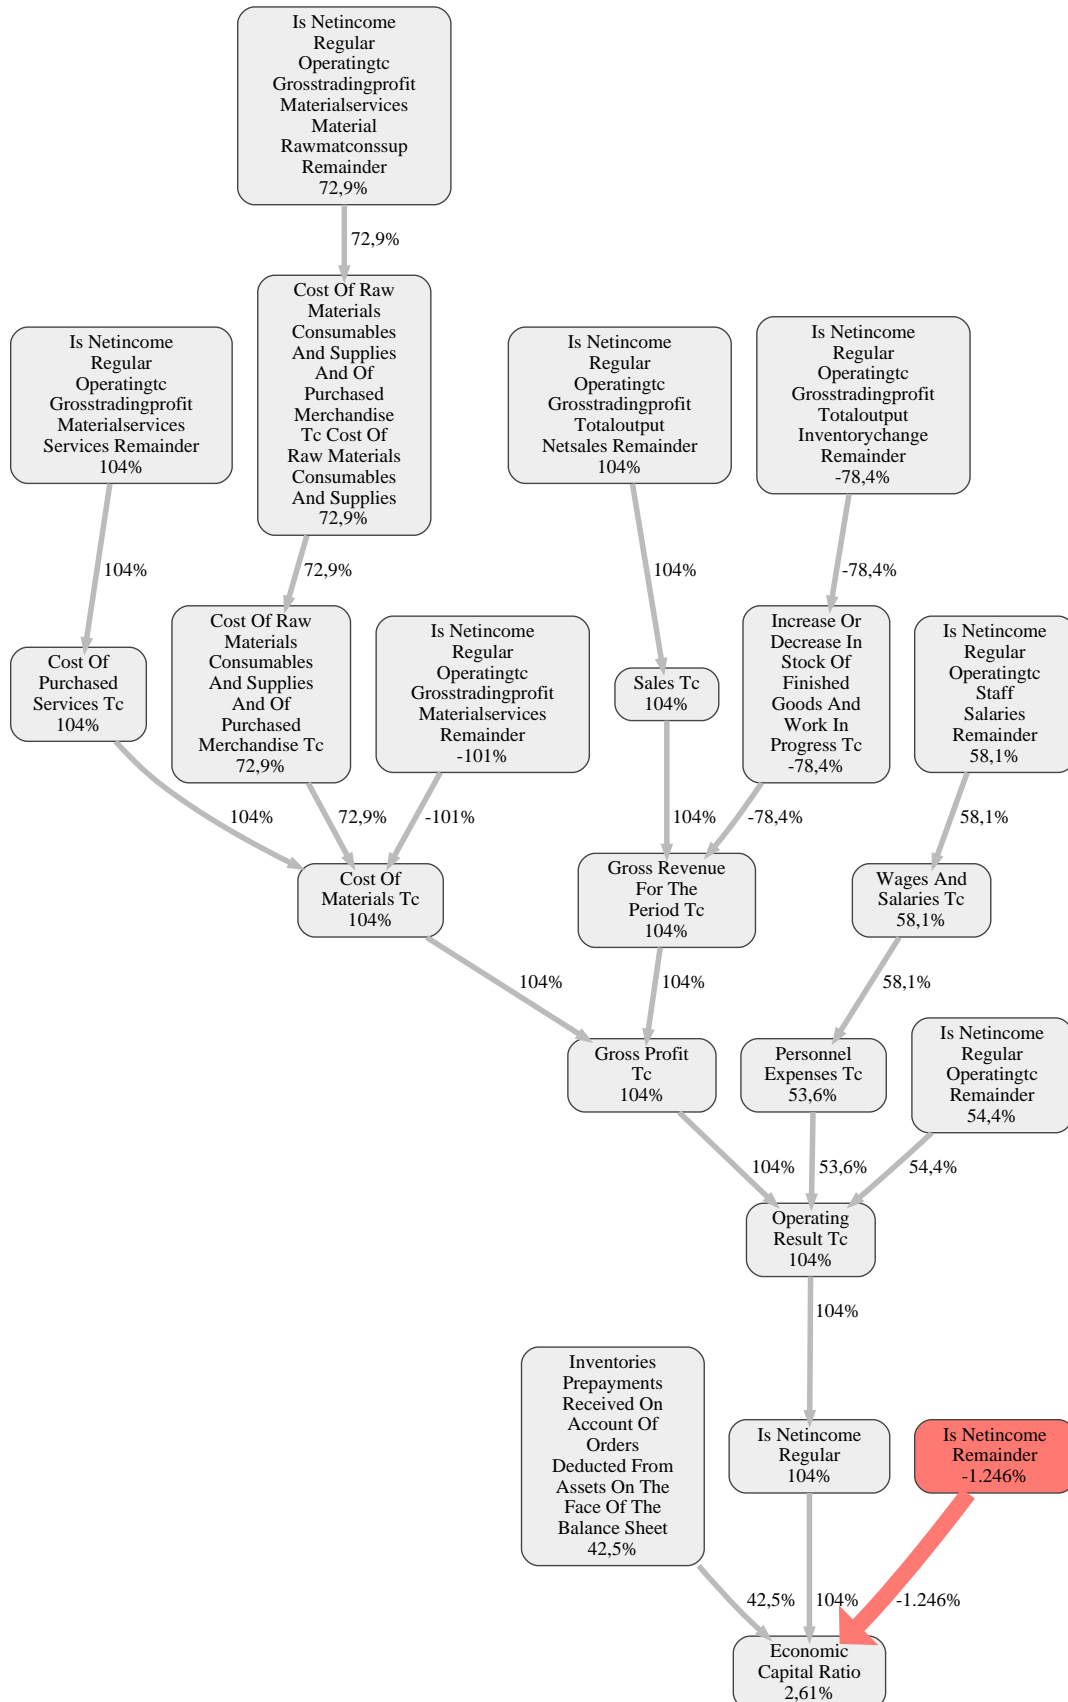 Is Netincome
Regular
Operatingtc
Grosstradingprofit
Materialservices
Material
Rawmatconssup
Remainder
72,9%
72,9%
Cost Of Raw
Materials
Consumables
And Supplies
And Of
Purchased
Merchandise
Tc Cost Of
Raw Materials
Consumables
And Supplies
72,9%
Is Netincome
Regular
Operatingtc
Grosstradingprofit
Materialservices
Services Remainder
104%
Is Netincome
Regular
Operatingtc
Grosstradingprofit
Totaloutput
Netsales Remainder
104%
Is Netincome
Regular
Operatingtc
Grosstradingprofit
Totaloutput
Inventorychange
Remainder
-78,4%
104%
72,9%
104%
-78,4%
Cost Of
Purchased
Services Tc
104%
Cost Of Raw
Materials
Consumables
And Supplies
And Of
Purchased
Merchandise Tc
72,9%
Is Netincome
Regular
Operatingtc
Grosstradingprofit
Materialservices
Remainder
-101%
Sales Tc
104%
Increase Or
Decrease In
Stock Of
Finished
Goods And
Work In
Progress Tc
-78,4%
Is Netincome
Regular
Operatingtc
Staff
Salaries
Remainder
58,1%
104%
72,9%
-101%
104%
-78,4%
58,1%
Cost Of
Materials Tc
104%
Gross Revenue
For The
Period Tc
104%
Wages And
Salaries Tc
58,1%
104%
104%
58,1%
Gross Profit
Tc
104%
Personnel
Expenses Tc
53,6%
Is Netincome
Regular
Operatingtc
Remainder
54,4%
104%
53,6%
54,4%
Operating
Result Tc
104%
104%
Inventories
Prepayments
Received On
Account Of
Orders
Deducted From
Assets On The
Face Of The
Balance Sheet
42,5%
Is Netincome
Regular
104%
Is Netincome
Remainder
-1.246%
42,5%
104%
-1.246%
Economic
Capital Ratio
2,61%